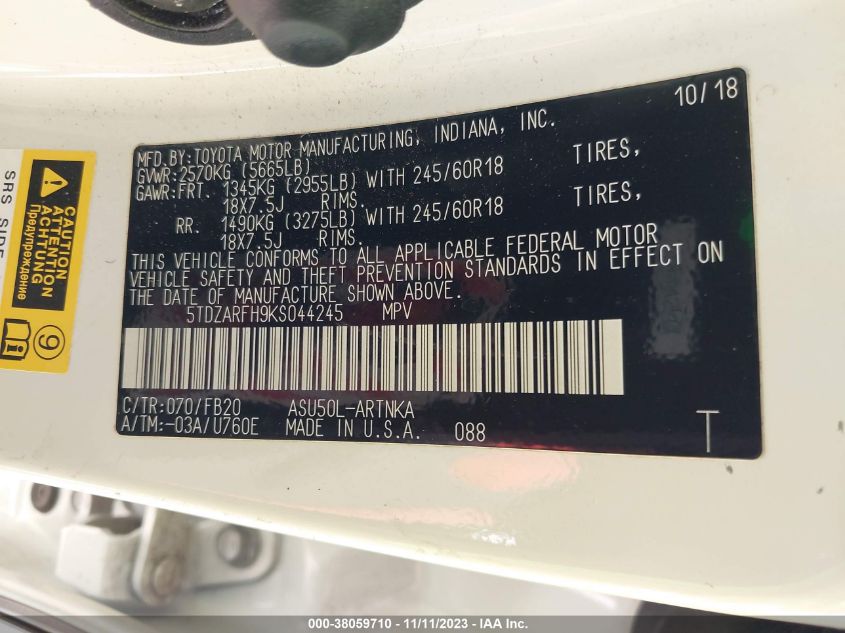 10/18
MFD.BY:TOYOTA MOTOR MANUFACTURING, INDIANA, INC.
GVWR:2570KG (5665LB)
GAWR:FRT. 1345KG (2955LB) WITH 245/60R18 TIRES,
18X7.5J RIMS.
RR. 1490KG (3275LB) WITH 245/60R18 TIRES,
18X7.5J RIMS.
THIS VEHICLE CONFORMS TO ALL APPLICABLE FEDERAL MOTOR
VEHICLE SAFETY AND THEFT PREVENTION STANDARDS IN EFFECT ON
THE DATE OF MANUFACTURE SHOWN ABOVE.
5TDZARFH9KS044245 MPV
C/TR:070/FB20 ASU50L-ARTNKA
A/TM:-03A/U760E MADE IN U.S.A. 088
T
CAUTION
ATTENTION
ACHTUNG
Предупреждение
SRS SIDE
9
000-38059710 - 11/11/2023 - IAA Inc.